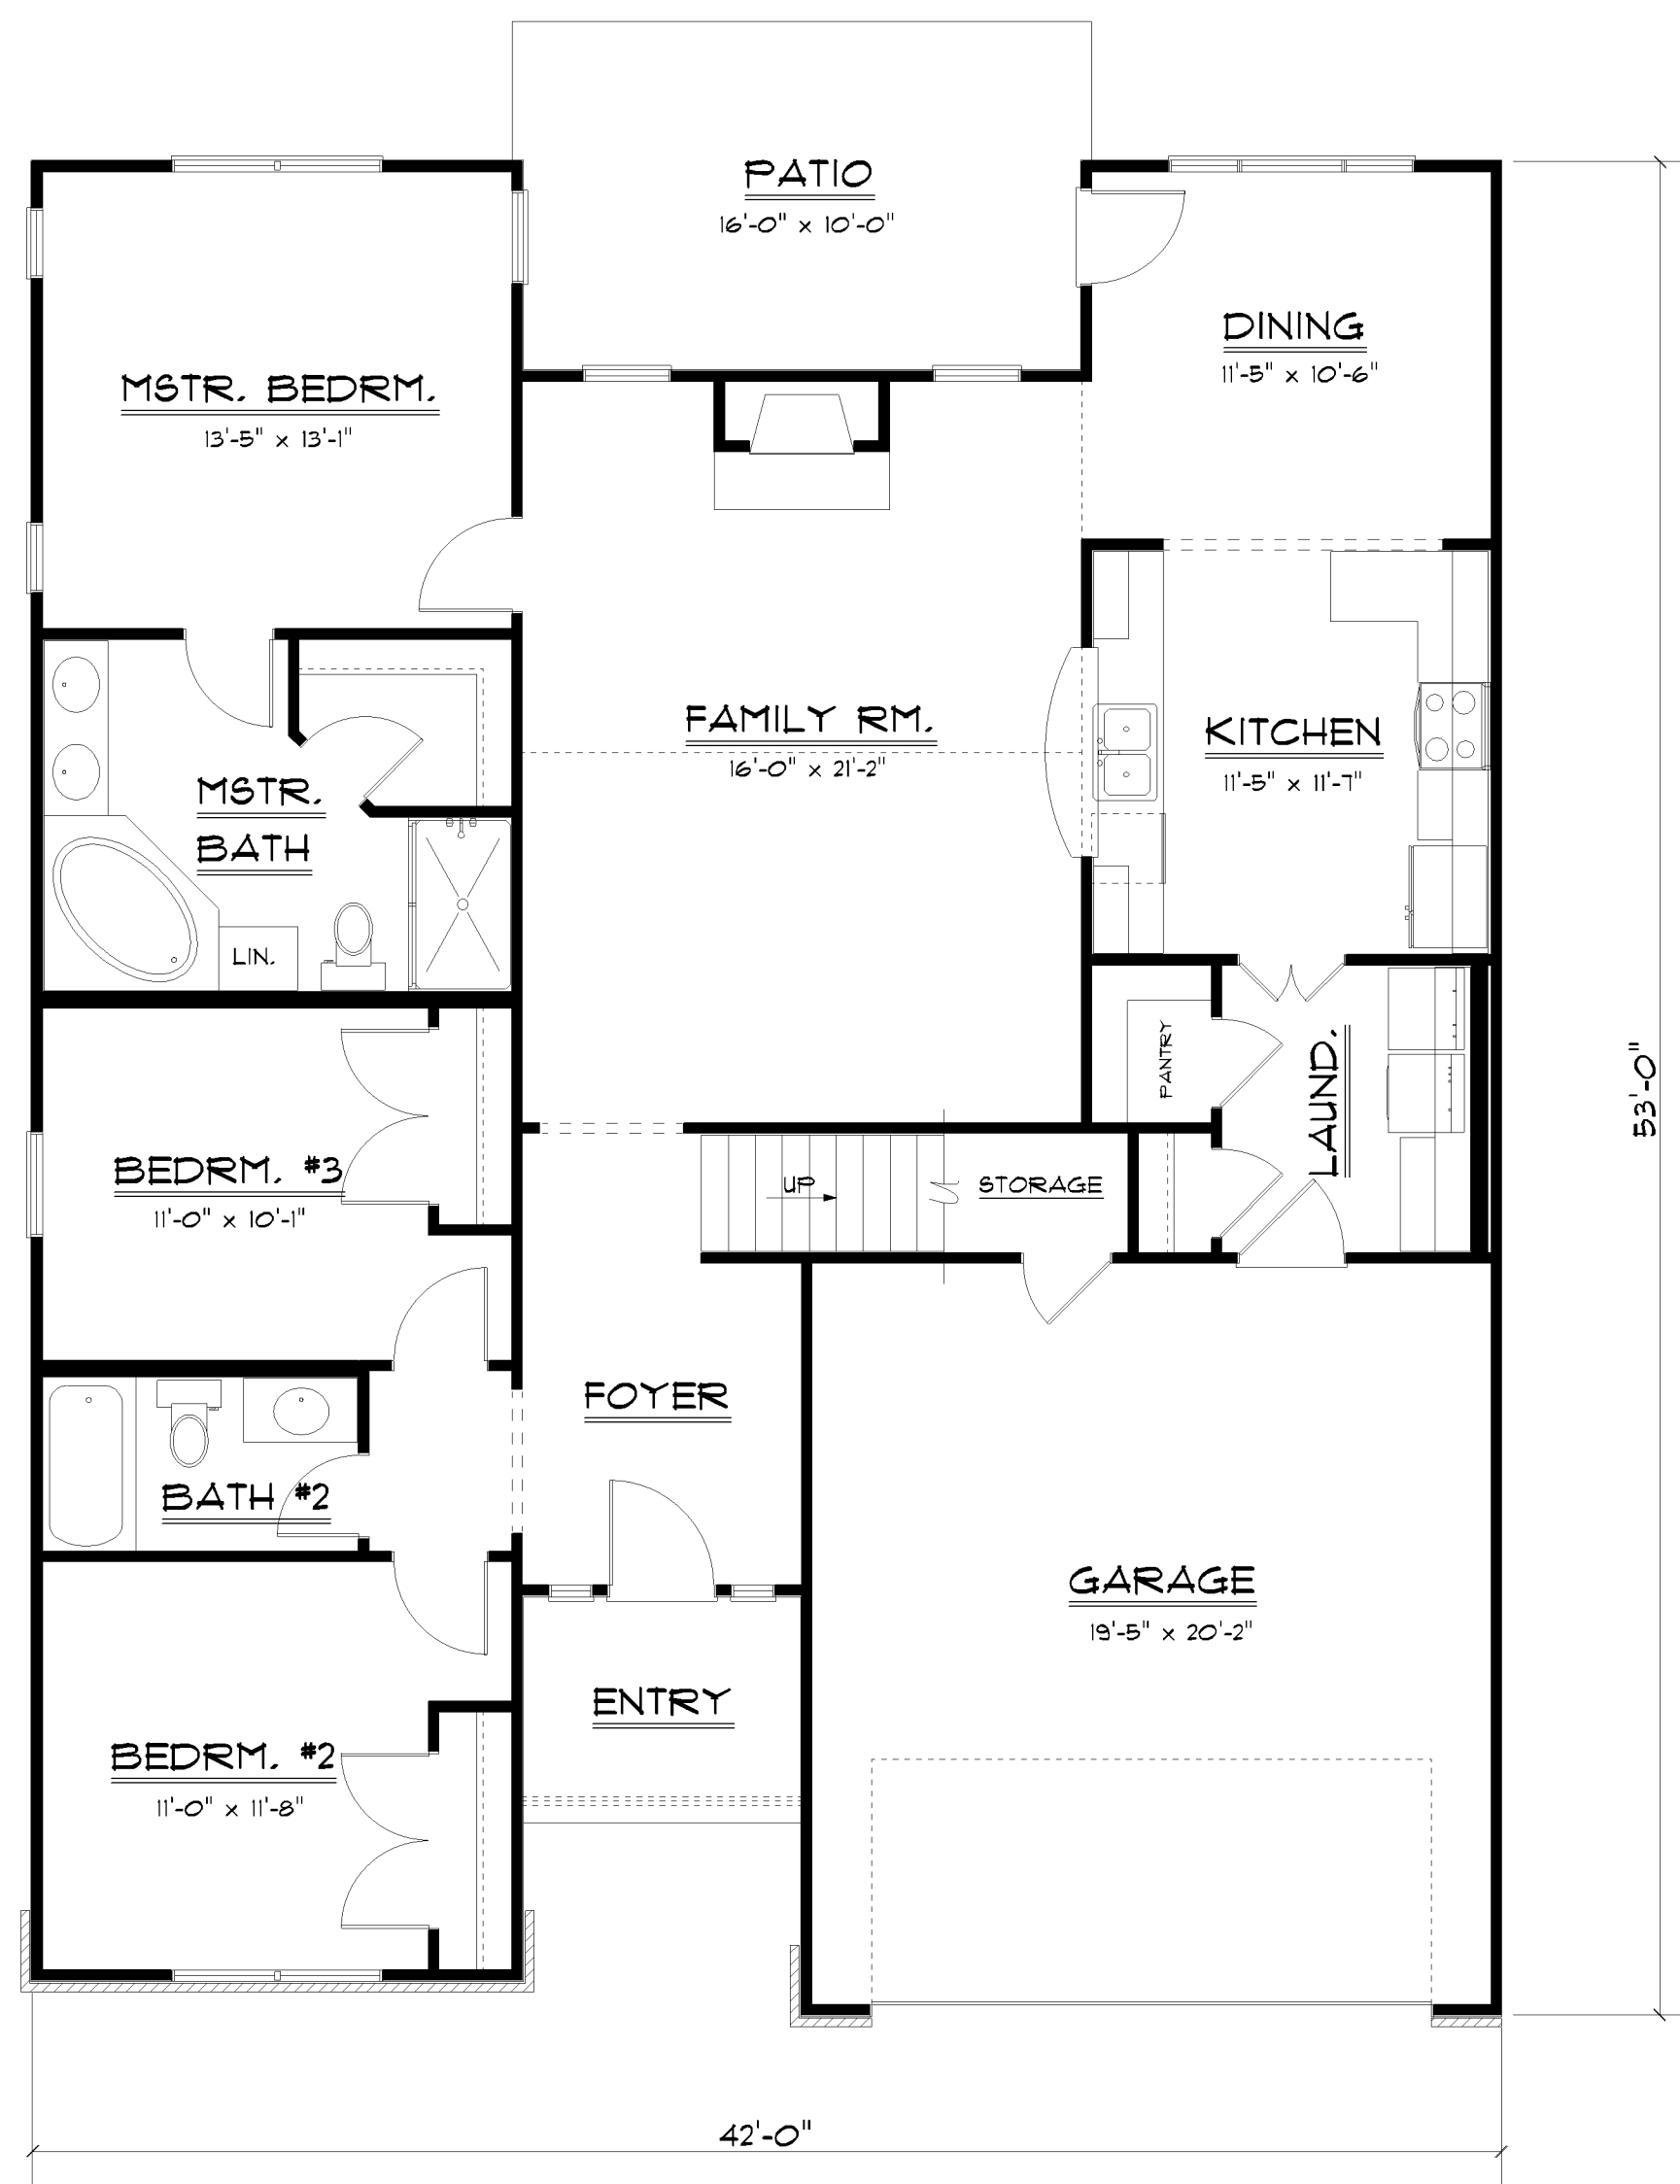 PATIO
16'-0" x 10'-0"
DINING
11'-5" x 10'-6"
MSTR. BEDRM.
13'-5" x 13'-1"
FAMILY RM.
16'-0" x 21'-2"
KITCHEN
11'-5" x 11'-7"
MSTR.
BATH
LIN.
PANTRY
LAUND.
53'-0"
BEDRM. #3
11'-0" x 10'-1"
UP
STORAGE
FOYER
BATH #2
GARAGE
19'-5" x 20'-2"
ENTRY
BEDRM. #2
11'-0" x 11'-8"
42'-0"